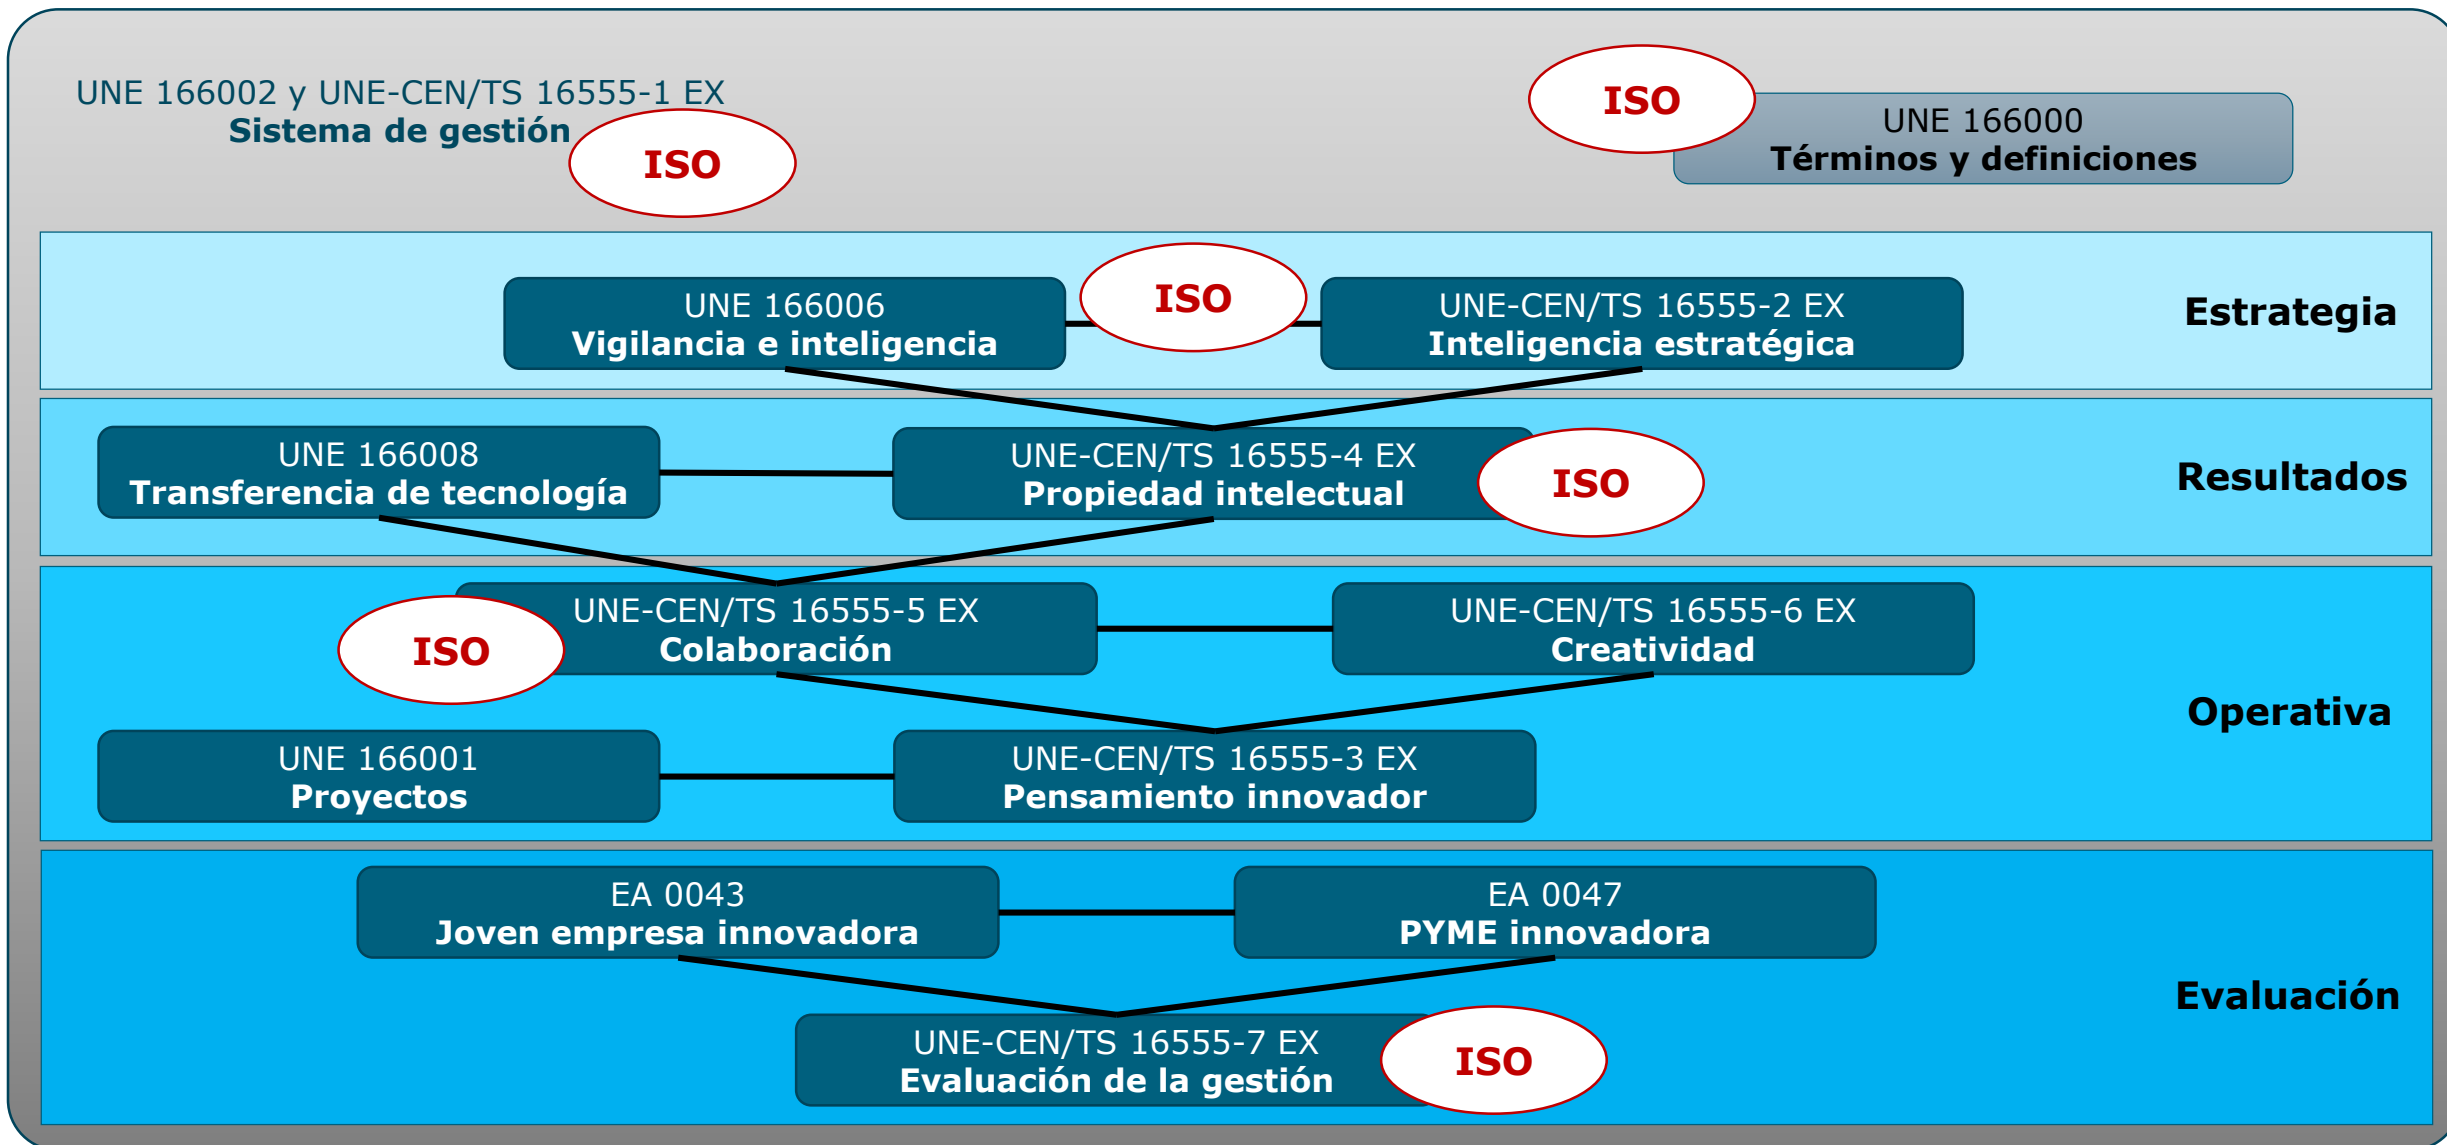 UNE 166002 y UNE-CEN/TS 16555-1 EX
Sistema de gestión
ISO
ISO
UNE 166000
Términos y definiciones
UNE 166006
Vigilancia e inteligencia
ISO
UNE-CEN/TS 16555-2 EX
Inteligencia estratégica
Estrategia
UNE 166008
Transferencia de tecnología
UNE-CEN/TS 16555-4 EX
Propiedad intelectual
ISO
Resultados
ISO
UNE-CEN/TS 16555-5 EX
Colaboración
UNE-CEN/TS 16555-6 EX
Creatividad
Operativa
UNE 166001
Proyectos
UNE-CEN/TS 16555-3 EX
Pensamiento innovador
EA 0043
Joven empresa innovadora
EA 0047
PYME innovadora
Evaluación
UNE-CEN/TS 16555-7 EX
Evaluación de la gestión
ISO